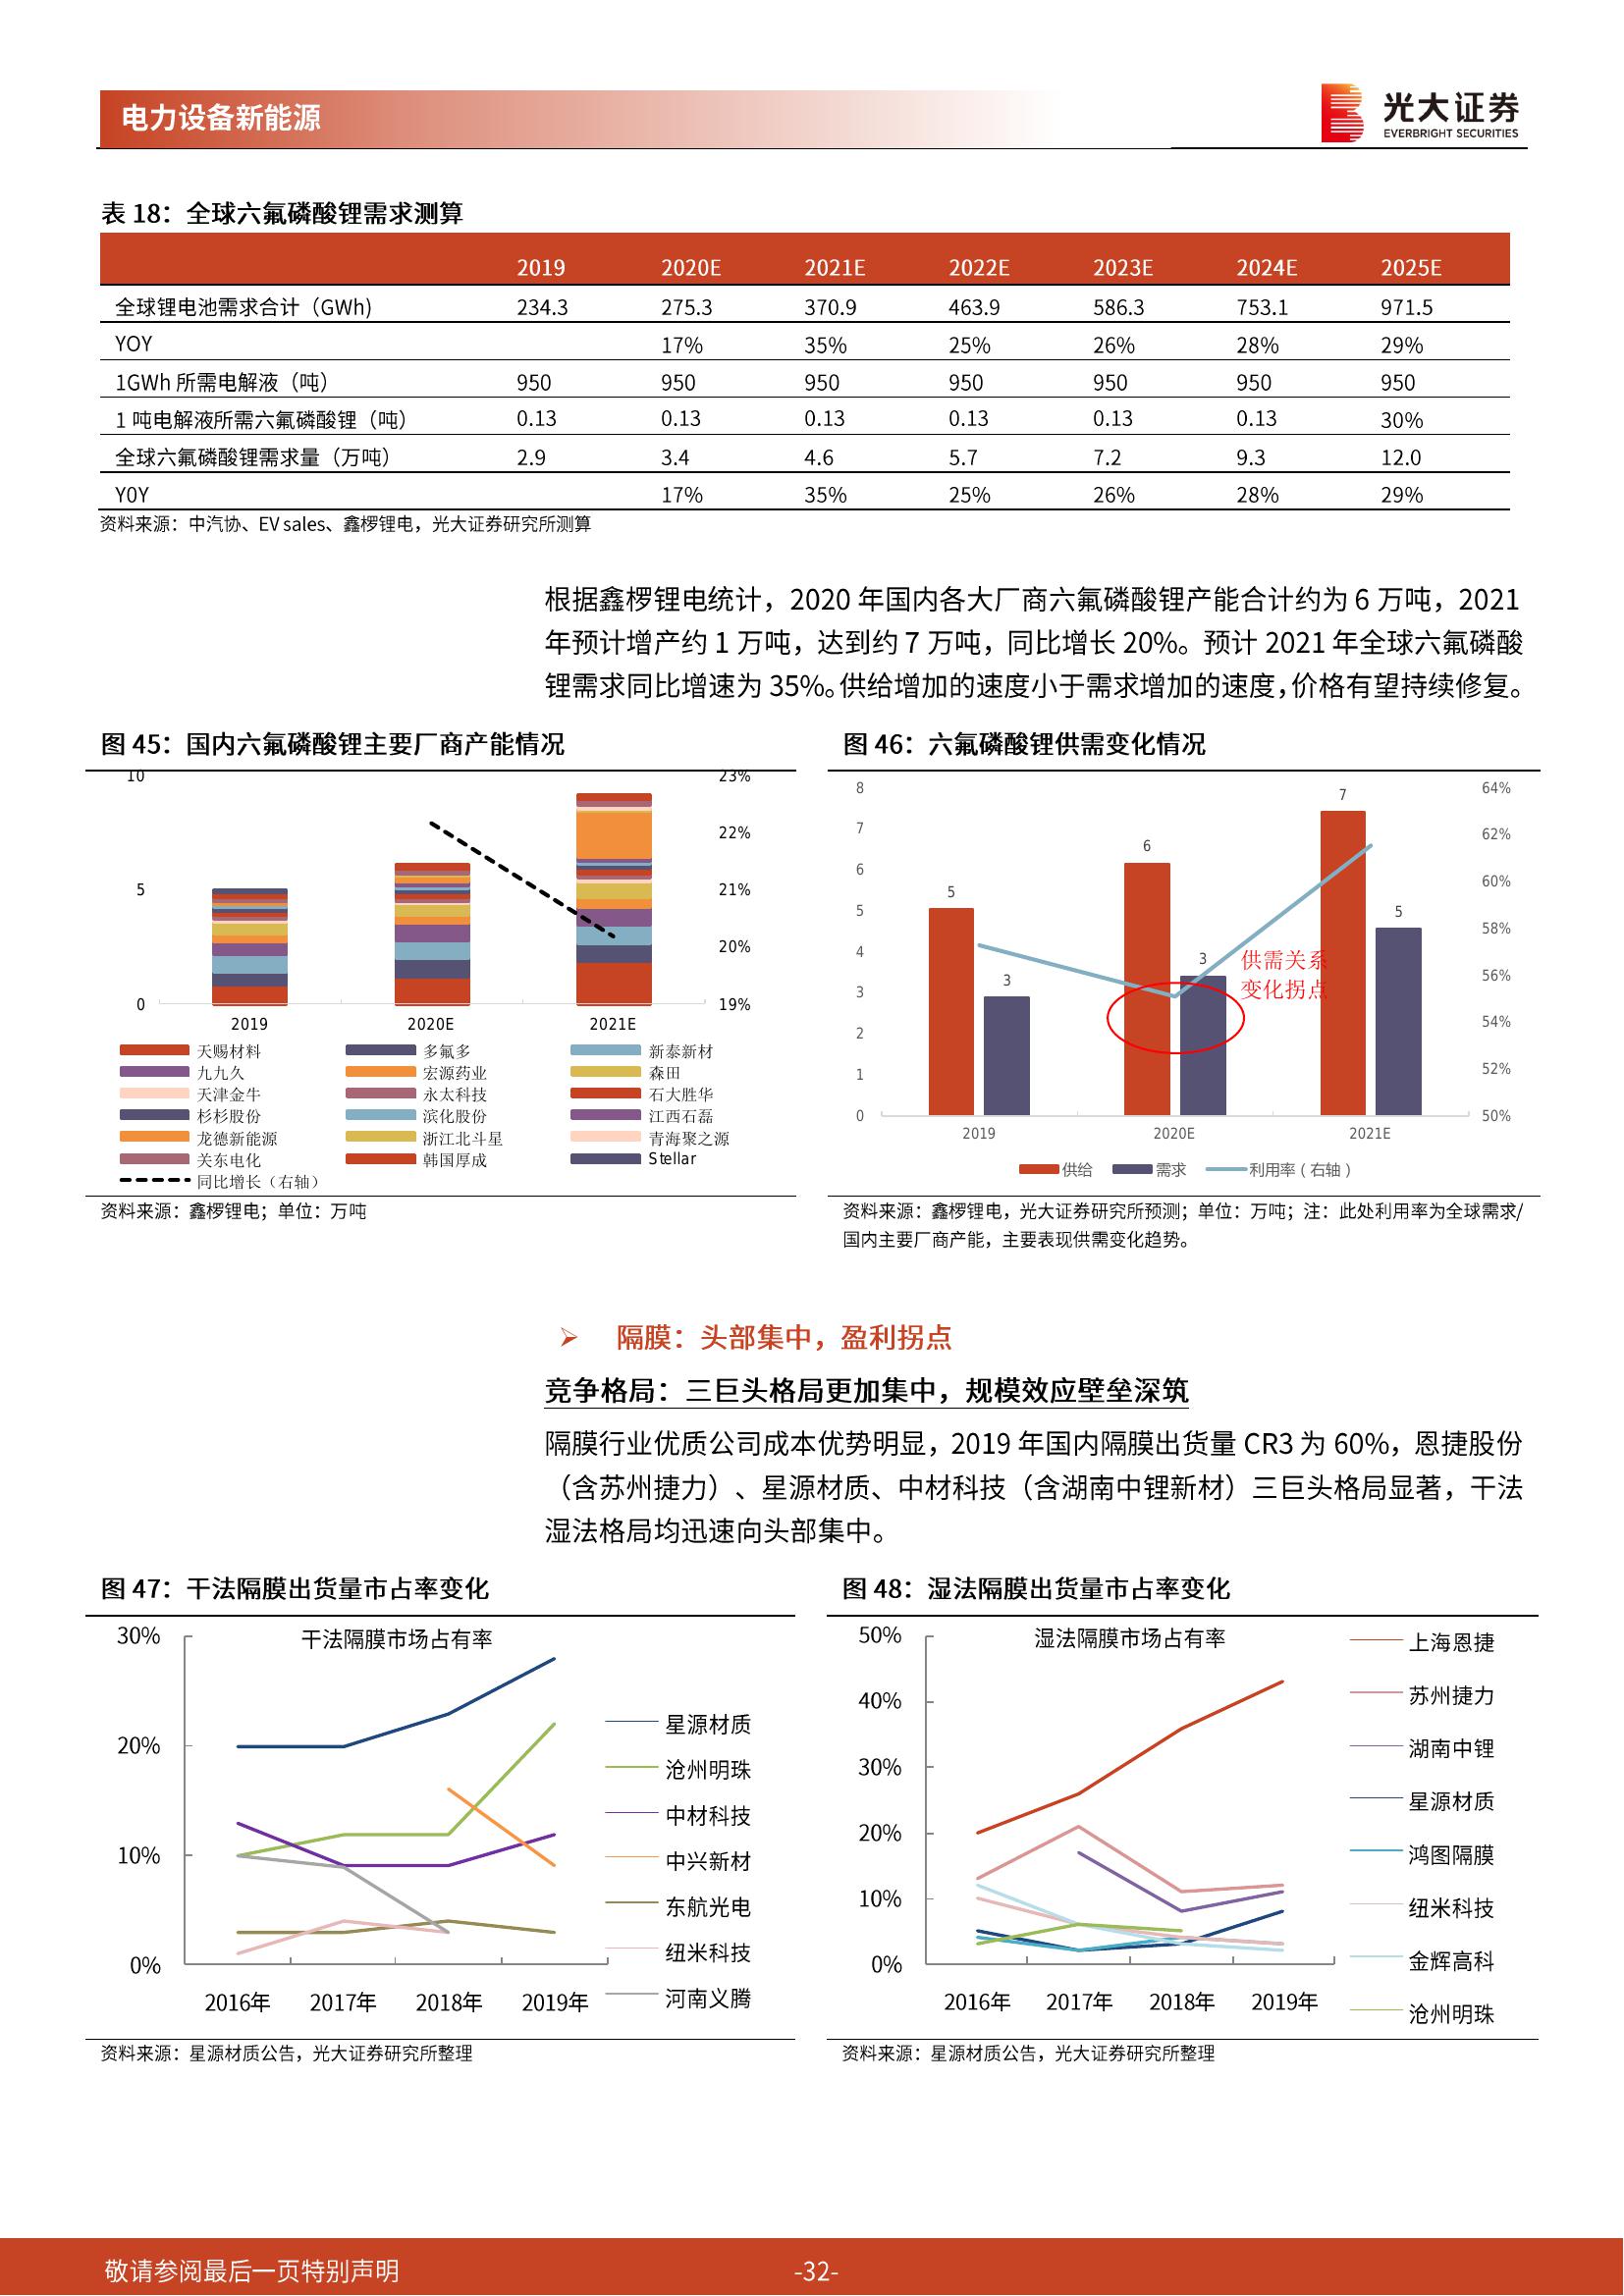 电力设备新能源
光大证券
EVERBRIGHT SECURITIES
表 18：全球六氟磷酸锂需求测算
2019 2020E 2021E 2022E 2023E 2024E 2025E
全球锂电池需求合计（GWh) 234.3 275.3 370.9 463.9 586.3 753.1 971.5
YOY 17% 35% 25% 26% 28% 29%
1GWh 所需电解液（吨） 950 950 950 950 950 950 950
1 吨电解液所需六氟磷酸锂（吨） 0.13 0.13 0.13 0.13 0.13 0.13 30%
全球六氟磷酸锂需求量（万吨） 2.9 3.4 4.6 5.7 7.2 9.3 12.0
Y0Y 17% 35% 25% 26% 28% 29%
资料来源：中汽协、EV sales、鑫椤锂电，光大证券研究所测算
根据鑫椤锂电统计，2020 年国内各大厂商六氟磷酸锂产能合计约为 6 万吨，2021
年预计增产约 1 万吨，达到约 7 万吨，同比增长 20%。预计 2021 年全球六氟磷酸
锂需求同比增速为 35%。供给增加的速度小于需求增加的速度，价格有望持续修复。
图 45：国内六氟磷酸锂主要厂商产能情况
10 23%
22%
5 21%
20%
0 19%
2019 2020E 2021E
天赐材料 多氟多 新泰新材
九九久 宏源药业 森田
天津金牛 永太科技 石大胜华
杉杉股份 滨化股份 江西石磊
龙德新能源 浙江北斗星 青海聚之源
关东电化 韩国厚成 Stellar
同比增长（右轴）
资料来源：鑫椤锂电；单位：万吨
图 46：六氟磷酸锂供需变化情况
8 64%
7
7 62%
6
6 60%
5
5 5 58%
4 3 供需关系
3 56%
变化拐点
3 54%
2
52%
1
0 50%
2019 2020E 2021E
供给 需求 利用率（右轴）
资料来源：鑫椤锂电，光大证券研究所预测；单位：万吨；注：此处利用率为全球需求/
国内主要厂商产能，主要表现供需变化趋势。
➢ 隔膜：头部集中，盈利拐点
竞争格局：三巨头格局更加集中，规模效应壁垒深筑
隔膜行业优质公司成本优势明显，2019 年国内隔膜出货量 CR3 为 60%，恩捷股份
（含苏州捷力）、星源材质、中材科技（含湖南中锂新材）三巨头格局显著，干法
湿法格局均迅速向头部集中。
图 47：干法隔膜出货量市占率变化
干法隔膜市场占有率
30%
20%
10%
0%
2016年 2017年 2018年 2019年
星源材质
沧州明珠
中材科技
中兴新材
东航光电
纽米科技
河南义腾
资料来源：星源材质公告，光大证券研究所整理
图 48：湿法隔膜出货量市占率变化
湿法隔膜市场占有率
50%
40%
30%
20%
10%
0%
2016年 2017年 2018年 2019年
上海恩捷
苏州捷力
湖南中锂
星源材质
鸿图隔膜
纽米科技
金辉高科
沧州明珠
资料来源：星源材质公告，光大证券研究所整理
敬请参阅最后一页特别声明 -32-